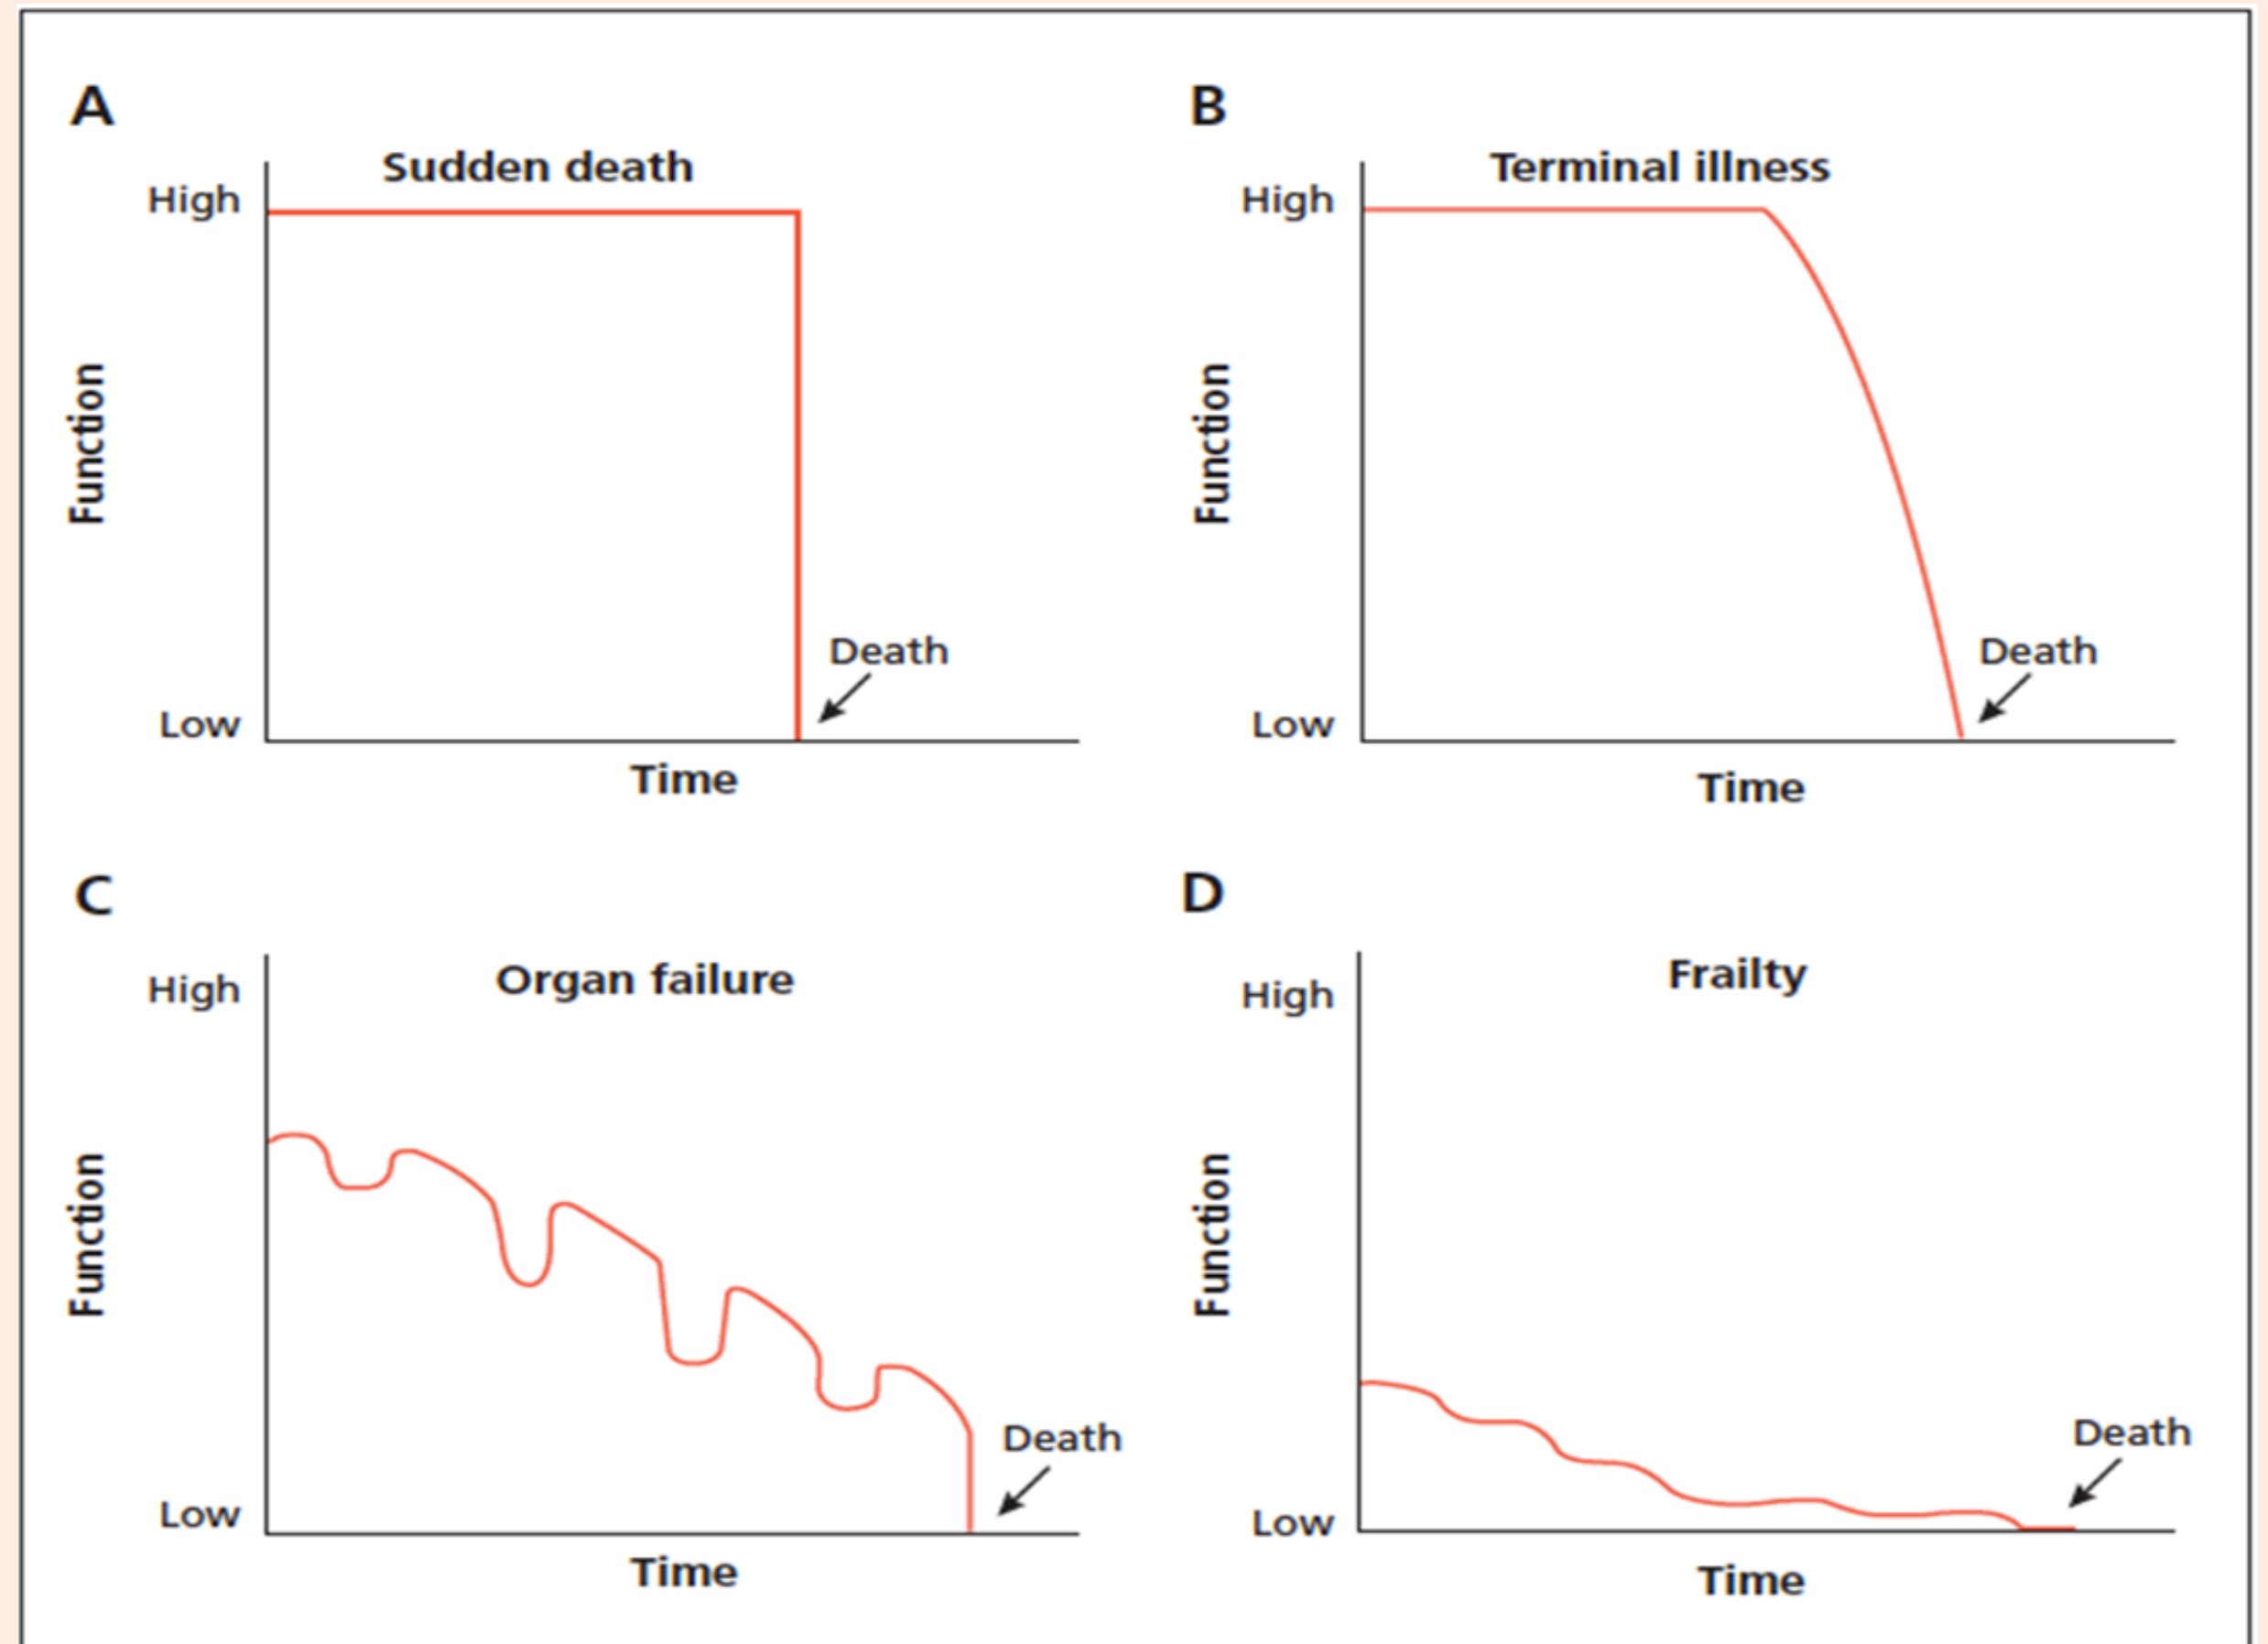 A
Sudden death
High
Function
Death
Low
Time
B
Terminal illness
High
Function
Death
Low
Time
C
Organ failure
High
Function
Death
Low
Time
D
Frailty
High
Function
Death
Low
Time